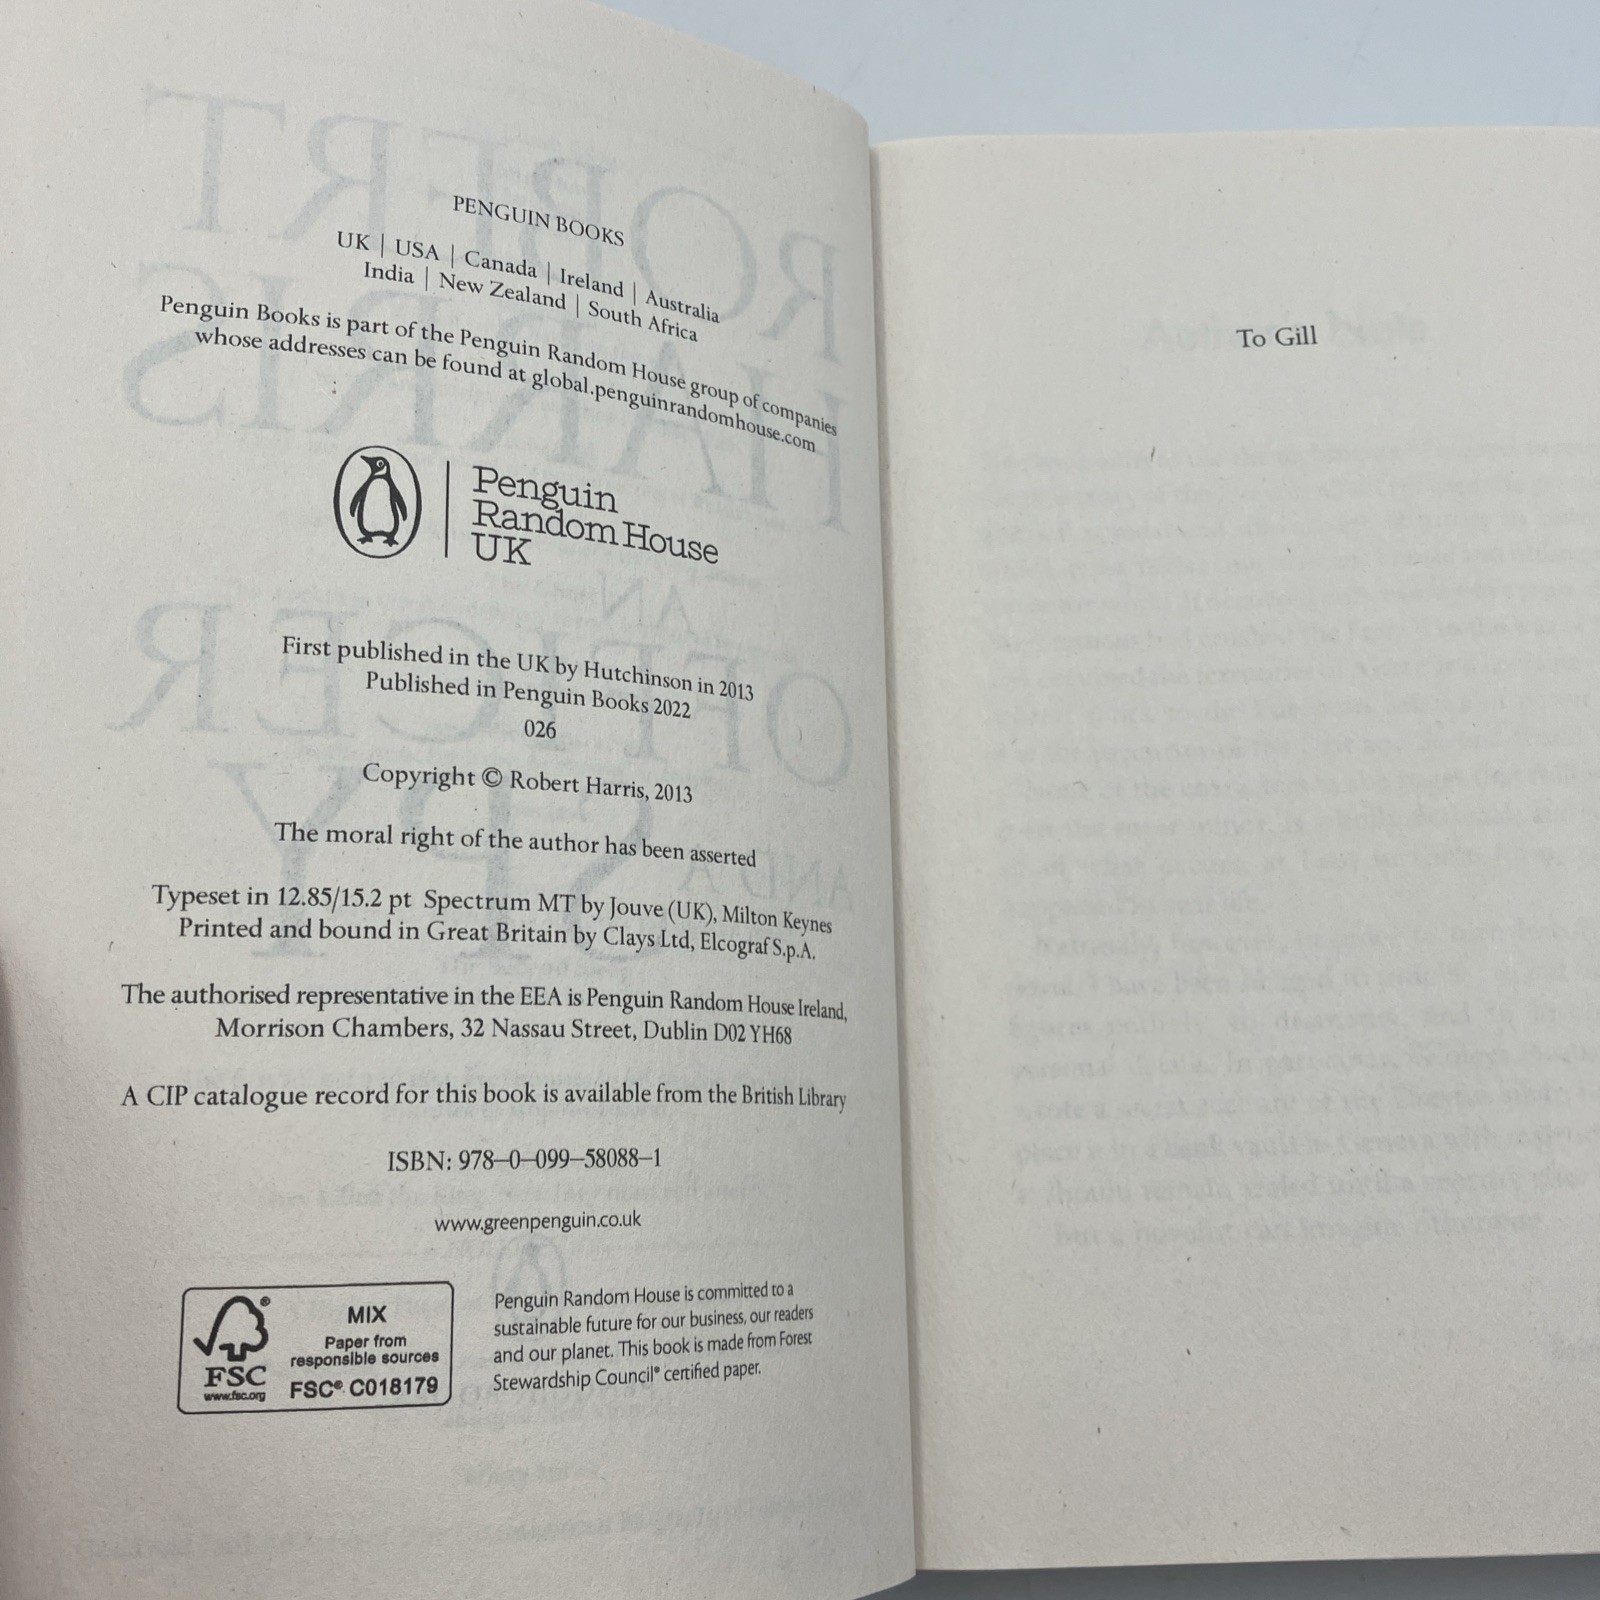 PENGUIN BOOKS
UK | USA | Canada | Ireland | Australia
India | New Zealand | South Africa
Penguin Books is part of the Penguin Random House group of companies
whose addresses can be found at global.penguinrandomhouse.com
Penguin
Random House
UK
First published in the UK by Hutchinson in 2013
Published in Penguin Books 2022
026
Copyright © Robert Harris, 2013
The moral right of the author has been asserted
Typeset in 12.85/15.2 pt Spectrum MT by Jouve (UK), Milton Keynes
Printed and bound in Great Britain by Clays Ltd, Elcograf S.p.A.
The authorised representative in the EEA is Penguin Random House Ireland,
Morrison Chambers, 32 Nassau Street, Dublin D02 YH68
A CIP catalogue record for this book is available from the British Library
ISBN: 978–0–099–58088–1
www.greenpenguin.co.uk
FSC
www.fsc.org
MIX
Paper from
responsible sources
FSC® C018179
Penguin Random House is committed to a
sustainable future for our business, our readers
and our planet. This book is made from Forest
Stewardship Council® certified paper.
To Gill
ROBERT
HARRIS
AN
OFFICER
AND A
SPY